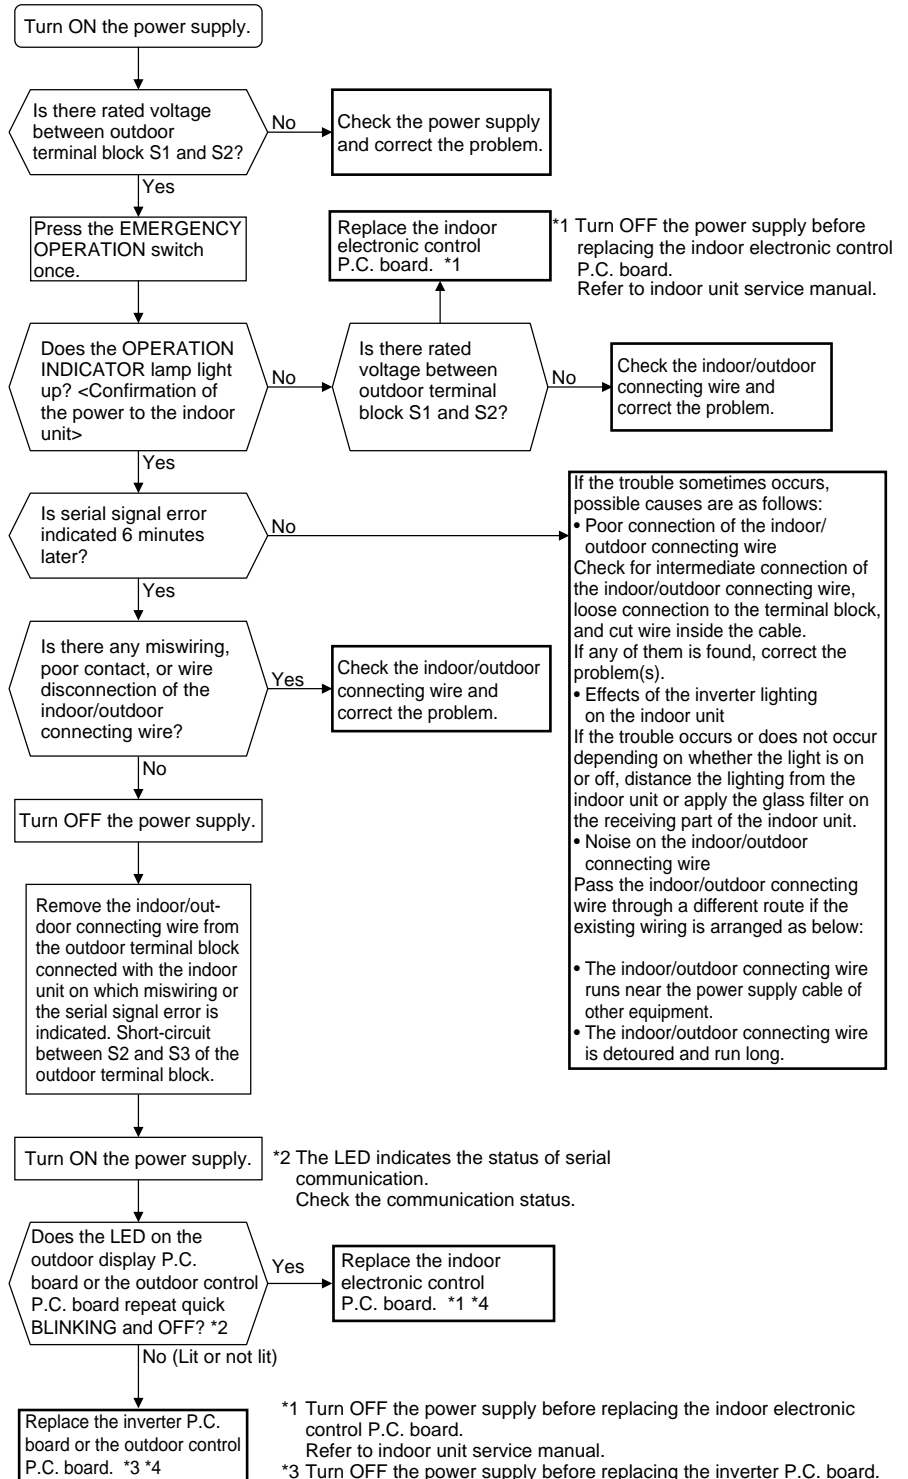 Turn ON the power supply.
Is there rated voltage
between outdoor
terminal block S1 and S2?
No
Check the power supply
and correct the problem.
Yes
Press the EMERGENCY
OPERATION switch
once.
Replace the indoor
electronic control
P.C. board. *1
*1 Turn OFF the power supply before
replacing the indoor electronic control
P.C. board.
Refer to indoor unit service manual.
Does the OPERATION
INDICATOR lamp light
up? <Confirmation of
the power to the indoor
unit>
No
Is there rated
voltage between
outdoor terminal
block S1 and S2?
No
Check the indoor/outdoor
connecting wire and
correct the problem.
Yes
Is serial signal error
indicated 6 minutes
later?
No
If the trouble sometimes occurs,
possible causes are as follows:
• Poor connection of the indoor/
outdoor connecting wire
Check for intermediate connection of
the indoor/outdoor connecting wire,
loose connection to the terminal block,
and cut wire inside the cable.
If any of them is found, correct the
problem(s).
• Effects of the inverter lighting
on the indoor unit
If the trouble occurs or does not occur
depending on whether the light is on
or off, distance the lighting from the
indoor unit or apply the glass filter on
the receiving part of the indoor unit.
• Noise on the indoor/outdoor
connecting wire
Pass the indoor/outdoor connecting
wire through a different route if the
existing wiring is arranged as below:
• The indoor/outdoor connecting wire
runs near the power supply cable of
other equipment.
• The indoor/outdoor connecting wire
is detoured and run long.
Yes
Is there any miswiring,
poor contact, or wire
disconnection of the
indoor/outdoor
connecting wire?
Yes
Check the indoor/outdoor
connecting wire and
correct the problem.
No
Turn OFF the power supply.
Remove the indoor/out-
door connecting wire from
the outdoor terminal block
connected with the indoor
unit on which miswiring or
the serial signal error is
indicated. Short-circuit
between S2 and S3 of the
outdoor terminal block.
Turn ON the power supply.
*2 The LED indicates the status of serial
communication.
Check the communication status.
Does the LED on the
outdoor display P.C.
board or the outdoor control
P.C. board repeat quick
BLINKING and OFF? *2
Yes
Replace the indoor
electronic control
P.C. board. *1 *4
No (Lit or not lit)
Replace the inverter P.C.
board or the outdoor control
P.C. board. *3 *4
*1 Turn OFF the power supply before replacing the indoor electronic
control P.C. board.
Refer to indoor unit service manual.
*3 Turn OFF the power supply before replacing the inverter P.C. board.